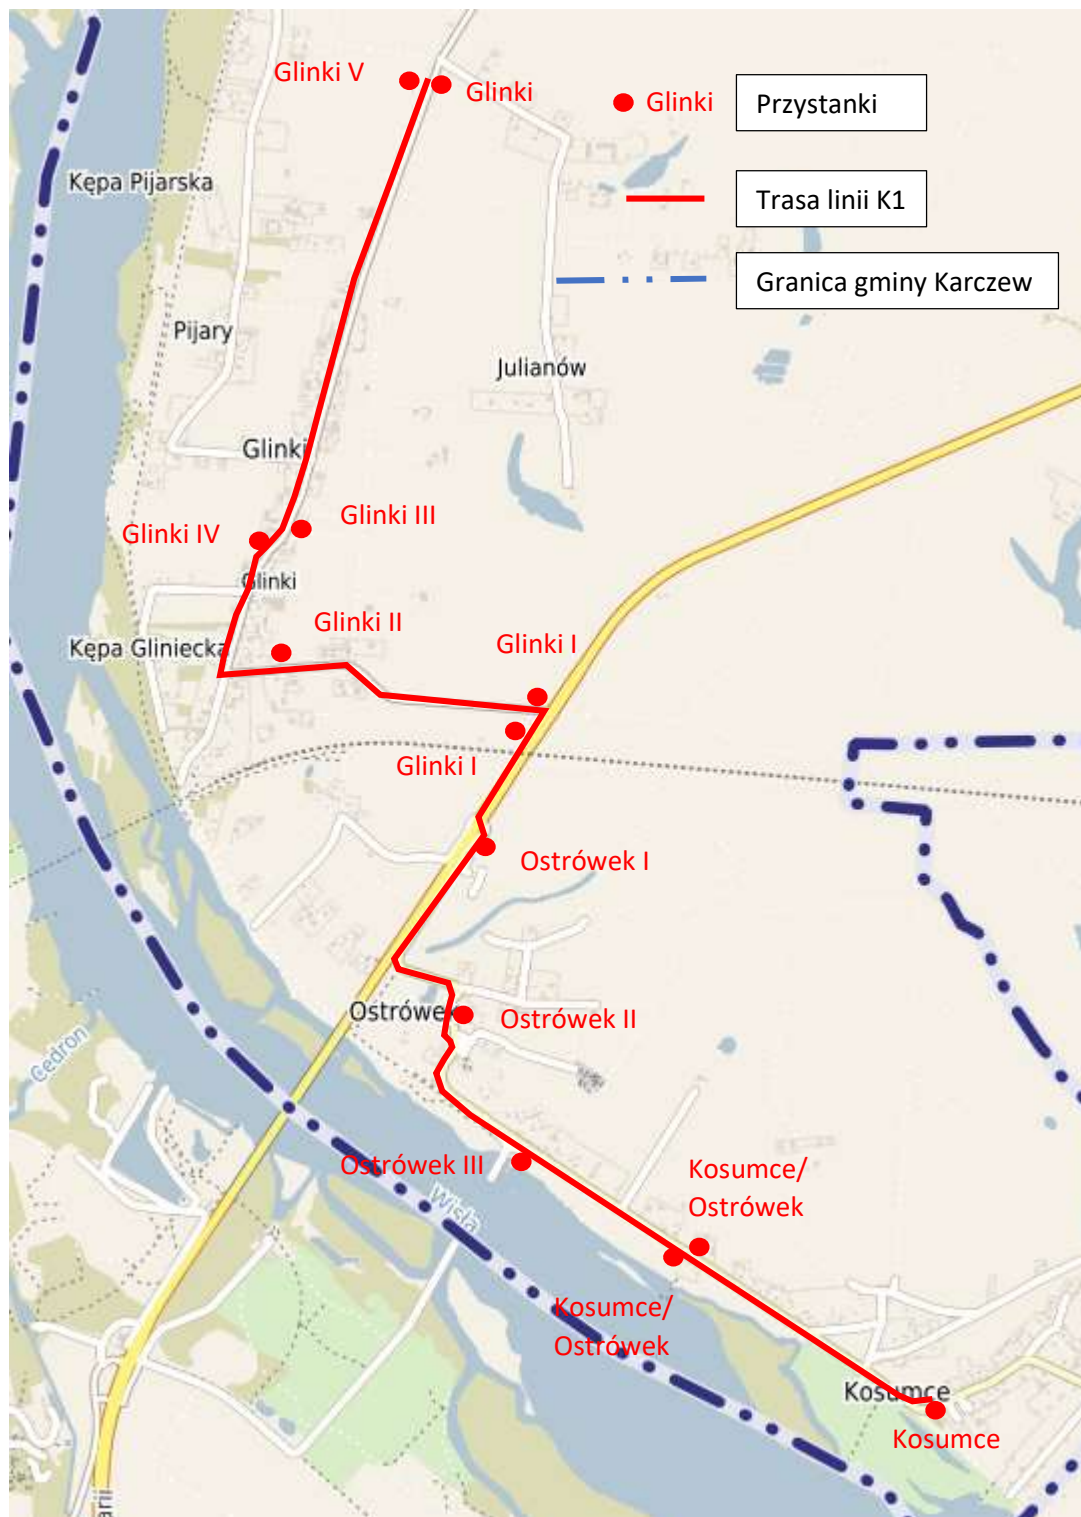 Glinki V
Glinki
Glinki
Przystanki
Kępa Pijarska
Trasa linii K1
Granica gminy Karczew
Pijary
Julianów
Glinki
Glinki III
Glinki IV
Glinki
Glinki II
Kępa Gliniecka
Glinki I
Glinki I
Ostrówek I
Ostrówek
Ostrówek II
Cedron
Ostrówek III
Kosumce/
Ostrówek
Wisła
Kosumce/
Ostrówek
Kosumce
Kosumce